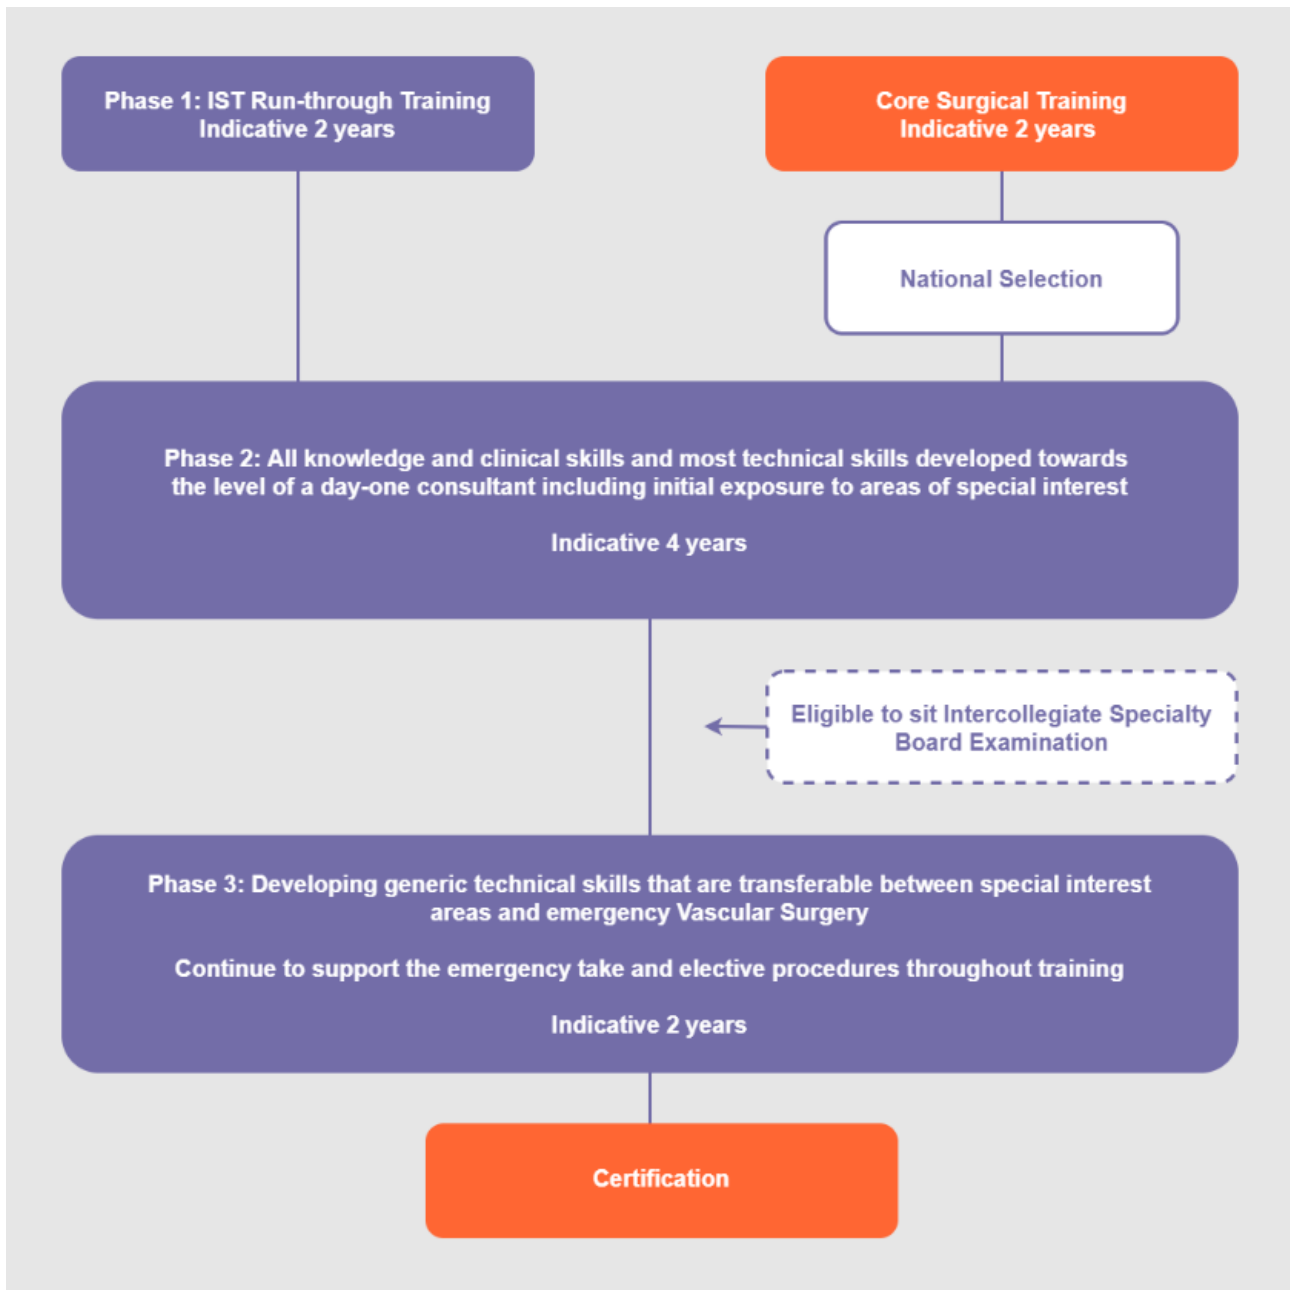 Phase 1: IST Run-through Training
Indicative 2 years
Core Surgical Training
Indicative 2 years
National Selection
Phase 2: All knowledge and clinical skills and most technical skills developed towards
the level of a day-one consultant including initial exposure to areas of special interest
Indicative 4 years
Eligible to sit Intercollegiate Specialty
Board Examination
Phase 3: Developing generic technical skills that are transferable between special interest
areas and emergency Vascular Surgery
Continue to support the emergency take and elective procedures throughout training
Indicative 2 years
Certification